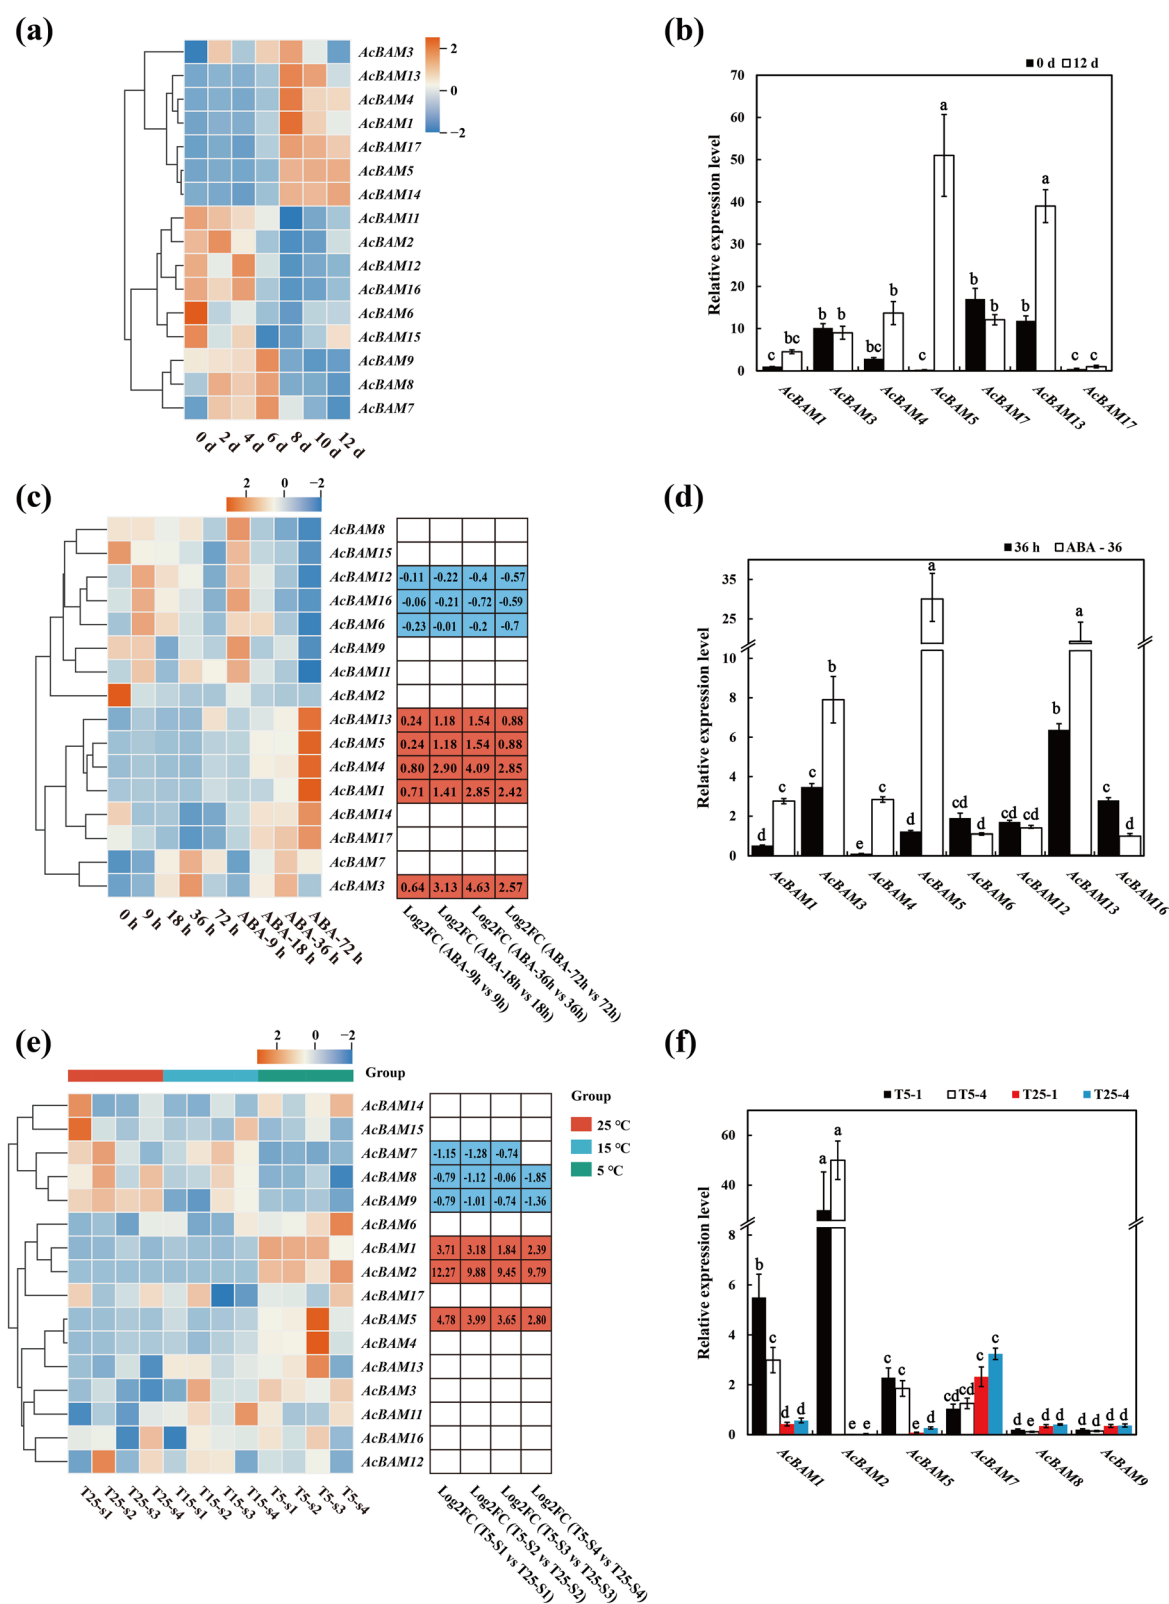 (a)
AcBAM3
AcBAM13
AcBAM4
AcBAM1
AcBAM17
AcBAM5
AcBAM14
AcBAM11
AcBAM2
AcBAM12
AcBAM16
AcBAM6
AcBAM15
AcBAM9
AcBAM8
AcBAM7
2
0
−2
0 d
2 d
4 d
6 d
8 d
10 d
12 d
(b)
0 d
12 d
Relative expression level
70
60
50
40
30
20
10
0
c
bc
b
b
bc
b
c
a
b
b
b
a
c
c
AcBAM1
AcBAM3
AcBAM4
AcBAM5
AcBAM7
AcBAM13
AcBAM17
(c)
2
0
−2
AcBAM8
AcBAM15
AcBAM12
-0.11 -0.22 -0.4 -0.57
AcBAM16
-0.06 -0.21 -0.72 -0.59
AcBAM6
-0.23 -0.01 -0.2 -0.7
AcBAM9
AcBAM11
AcBAM2
AcBAM13
0.24 1.18 1.54 0.88
AcBAM5
0.24 1.18 1.54 0.88
AcBAM4
0.80 2.90 4.09 2.85
AcBAM1
0.71 1.41 2.85 2.42
AcBAM14
AcBAM17
AcBAM7
AcBAM3
0.64 3.13 4.63 2.57
0 h
9 h
18 h
36 h
72 h
ABA-9 h
ABA-18 h
ABA-36 h
ABA-72 h
Log2FC (ABA-9h vs 9h)
Log2FC (ABA-18h vs 18h)
Log2FC (ABA-36h vs 36h)
Log2FC (ABA-72h vs 72h)
(d)
36 h
ABA - 36
Relative expression level
35
25
10
8
6
4
2
0
d
c
c
b
e
c
d
a
cd
d
cd
cd
b
a
c
d
AcBAM1
AcBAM3
AcBAM4
AcBAM5
AcBAM6
AcBAM12
AcBAM13
AcBAM16
(e)
2
0
−2
Group
AcBAM14
AcBAM15
AcBAM7
-1.15 -1.28 -0.74
AcBAM8
-0.79 -1.12 -0.06 -1.85
AcBAM9
-0.79 -1.01 -0.74 -1.36
AcBAM6
AcBAM1
3.71 3.18 1.84 2.39
AcBAM2
12.27 9.88 9.45 9.79
AcBAM17
AcBAM5
4.78 3.99 3.65 2.80
AcBAM4
AcBAM13
AcBAM3
AcBAM11
AcBAM16
AcBAM12
T25-s1
T25-s2
T25-s3
T25-s4
T15-s1
T15-s2
T15-s3
T15-s4
T5-s1
T5-s2
T5-s3
T5-s4
Log2FC (T5-S1 vs T25-S1)
Log2FC (T5-S2 vs T25-S2)
Log2FC (T5-S3 vs T25-S3)
Log2FC (T5-S4 vs T25-S4)
Group
25 °C
15 °C
5 °C
(f)
T5-1
T5-4
T25-1
T25-4
Relative expression level
60
40
8
6
4
2
0
b
c
d
d
a
a
e
e
c
c
e
d
cd
cd
c
c
d
e
d
d
d
d
d
d
AcBAM1
AcBAM2
AcBAM5
AcBAM7
AcBAM8
AcBAM9